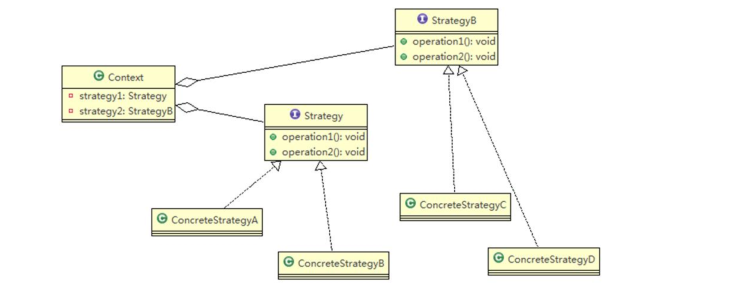 StrategyB
operation1(): void
operation2(): void
Context
strategy1: Strategy
strategy2: StrategyB
Strategy
operation1(): void
operation2(): void
ConcreteStrategyC
ConcreteStrategyA
ConcreteStrategyB
ConcreteStrategyD